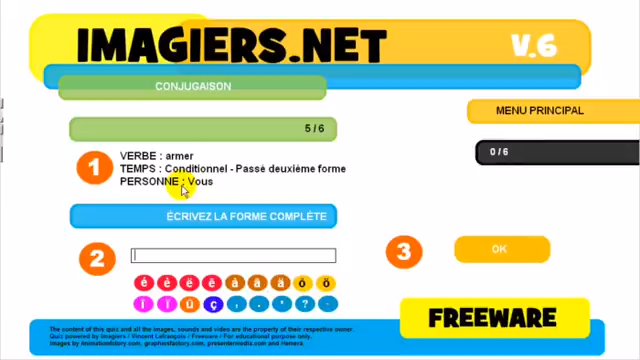 IMAGIERS.NET
V.6
CONJUGAISON
5 / 6
MENU PRINCIPAL
0 / 6
1
VERBE : armer
TEMPS : Conditionnel - Passé deuxième forme
PERSONNE : Vous
ÉCRIVEZ LA FORME COMPLÈTE
2
3
OK
ç , . ' ? -
FREEWARE
The content of this quiz and all the images, sounds and video are the property of their respective owner.
Quiz powered by Imagiers / Vincent Lefrançois / Freeware / For educational purpose only.
Images by Animationfstory.com, graphicsfactory.com, presentermedia.com and Hemera.